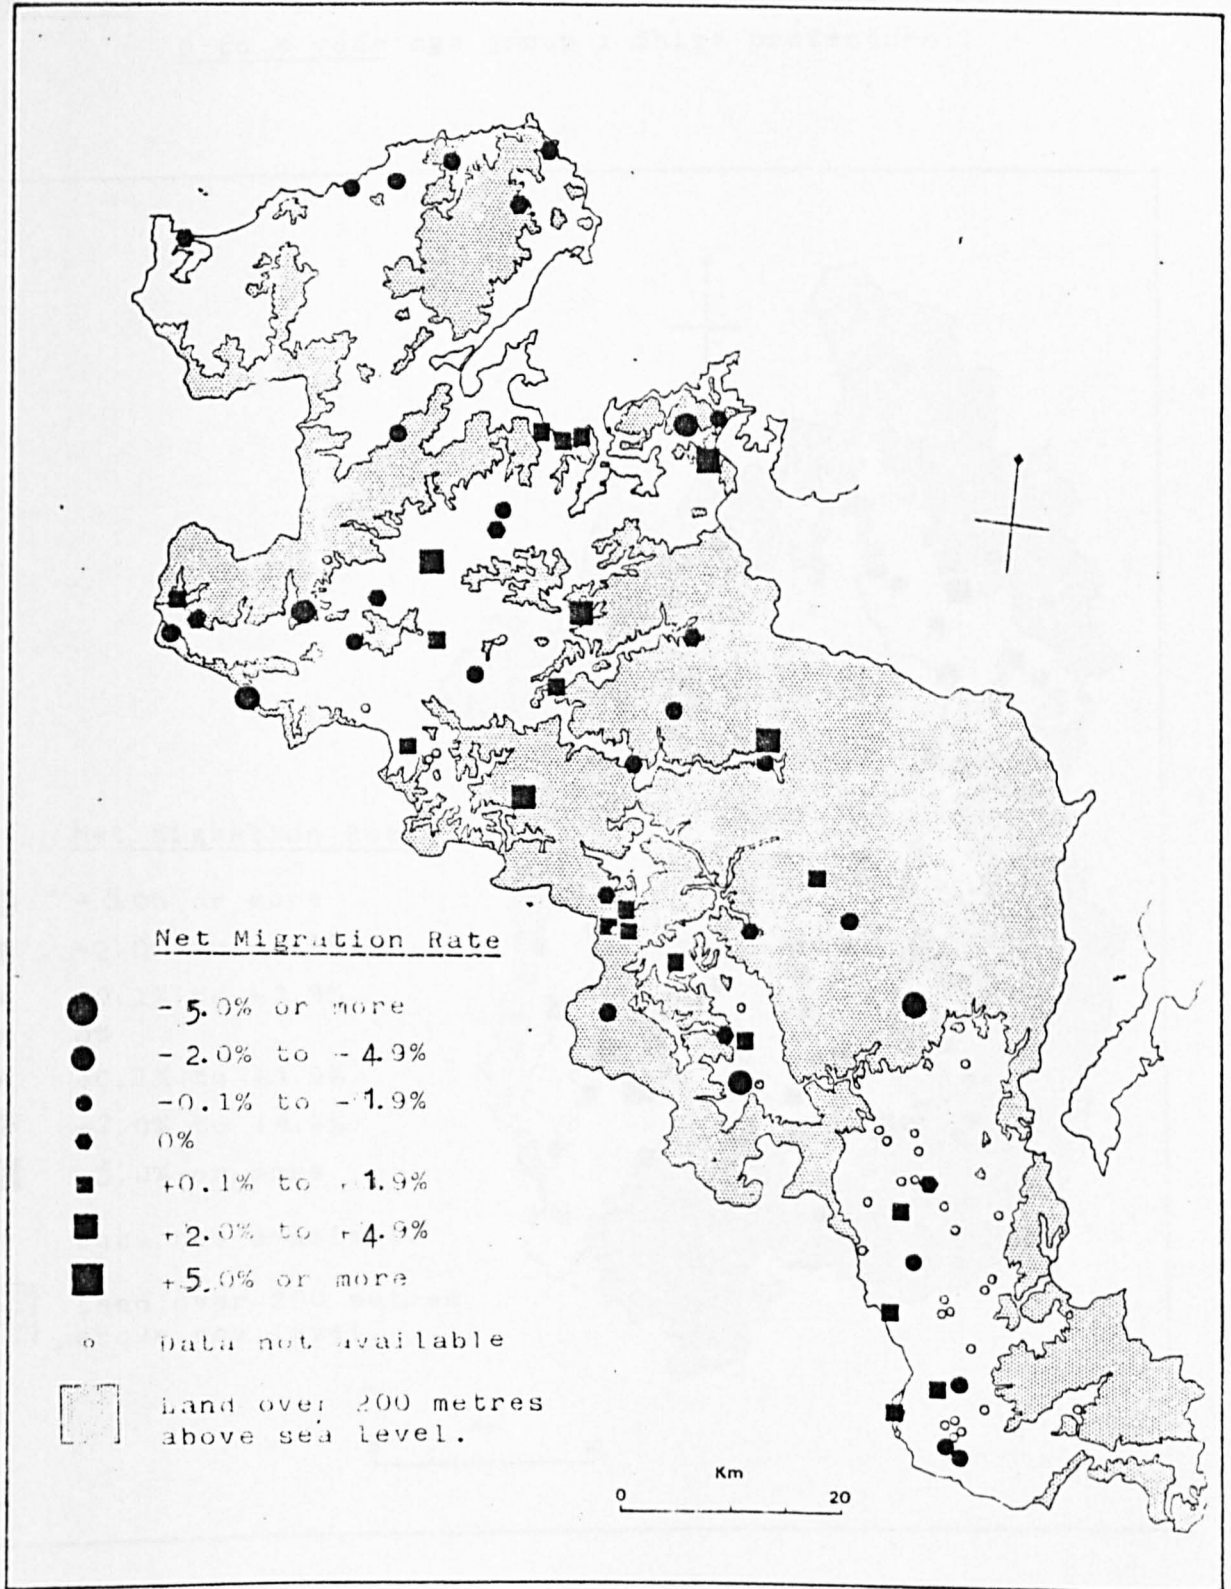 Net Migration Rate
-5.0% or more
-2.0% to -4.9%
-0.1% to -1.9%
0%
+0.1% to +1.9%
+2.0% to +4.9%
+5.0% or more
Data not available
Land over 200 metres
above sea level.
Km
0 20